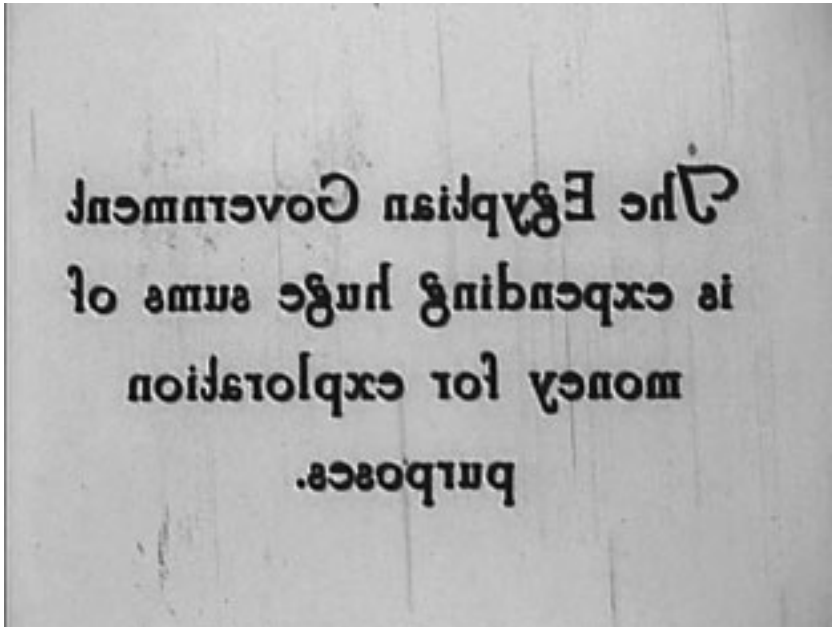 The Egyptian Government
is expending huge sums of
money for exploration
purposes.